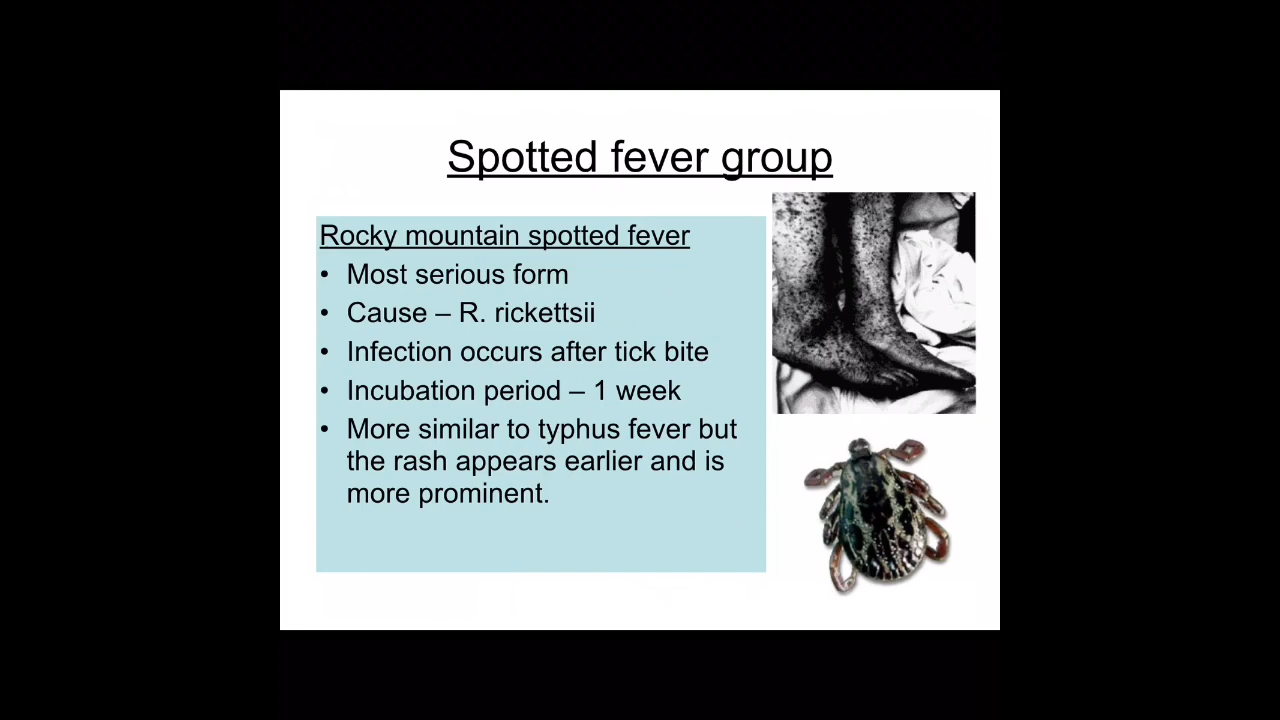 Spotted fever group
Rocky mountain spotted fever
• Most serious form
• Cause – R. rickettsii
• Infection occurs after tick bite
• Incubation period – 1 week
• More similar to typhus fever but
the rash appears earlier and is
more prominent.